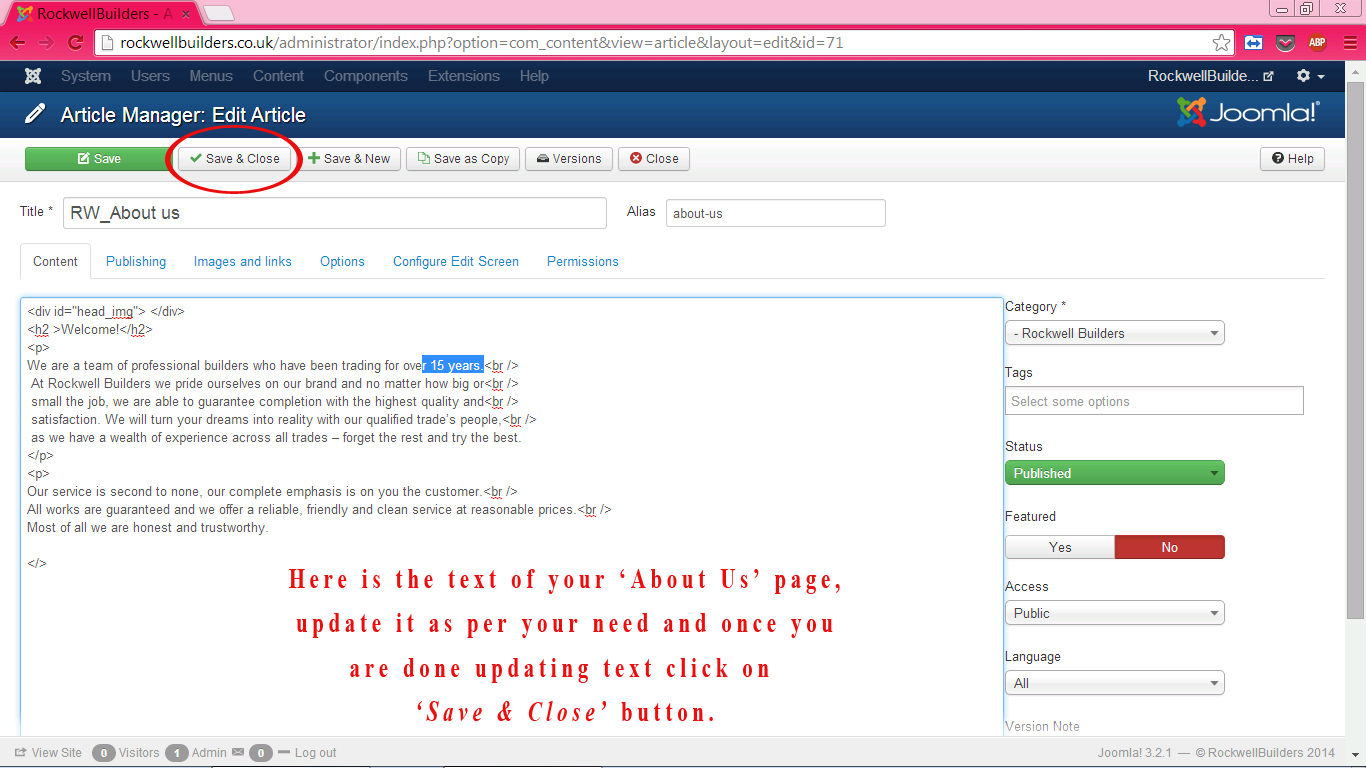 RockwellBuilders - A
rockwellbuilders.co.uk/administrator/index.php?option=com_content&view=article&layout=edit&id=71
ABP
System Users Menus Content Components Extensions Help
RockwellBuilde...
Article Manager: Edit Article
Joomla!
Save
Save & Close
Save & New
Save as Copy
Versions
Close
Help
Title * RW_About us
Alias about-us
Content Publishing Images and links Options Configure Edit Screen Permissions
<div id="head_img"> </div>
<h2 >Welcome!</h2>
<p>
We are a team of professional builders who have been trading for over 15 years.<br />
At Rockwell Builders we pride ourselves on our brand and no matter how big or<br />
small the job, we are able to guarantee completion with the highest quality and<br />
satisfaction. We will turn your dreams into reality with our qualified trade's people,<br />
as we have a wealth of experience across all trades – forget the rest and try the best.
</p>
<p>
Our service is second to none, our complete emphasis is on you the customer.<br />
All works are guaranteed and we offer a reliable, friendly and clean service at reasonable prices.<br />
Most of all we are honest and trustworthy.
</>
Here is the text of your ‘About Us’ page,
update it as per your need and once you
are done updating text click on
‘Save & Close’ button.
Category *
- Rockwell Builders
Tags
Select some options
Status
Published
Featured
Yes No
Access
Public
Language
All
Version Note
View Site 0 Visitors 1 Admin 0 Log out
Joomla! 3.2.1 — © RockwellBuilders 2014